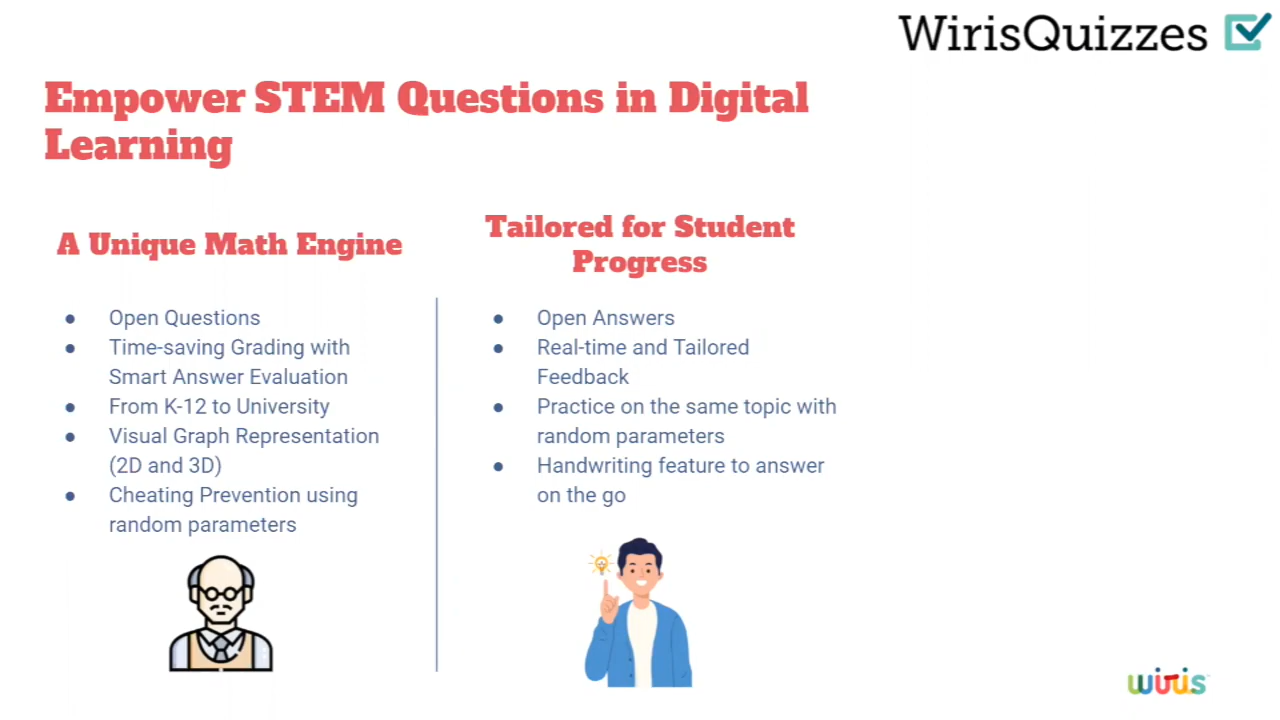 WirisQuizzes
Empower STEM Questions in Digital
Learning
A Unique Math Engine
● Open Questions
● Time-saving Grading with
Smart Answer Evaluation
● From K-12 to University
● Visual Graph Representation
(2D and 3D)
● Cheating Prevention using
random parameters
Tailored for Student
Progress
● Open Answers
● Real-time and Tailored
Feedback
● Practice on the same topic with
random parameters
● Handwriting feature to answer
on the go
wiris